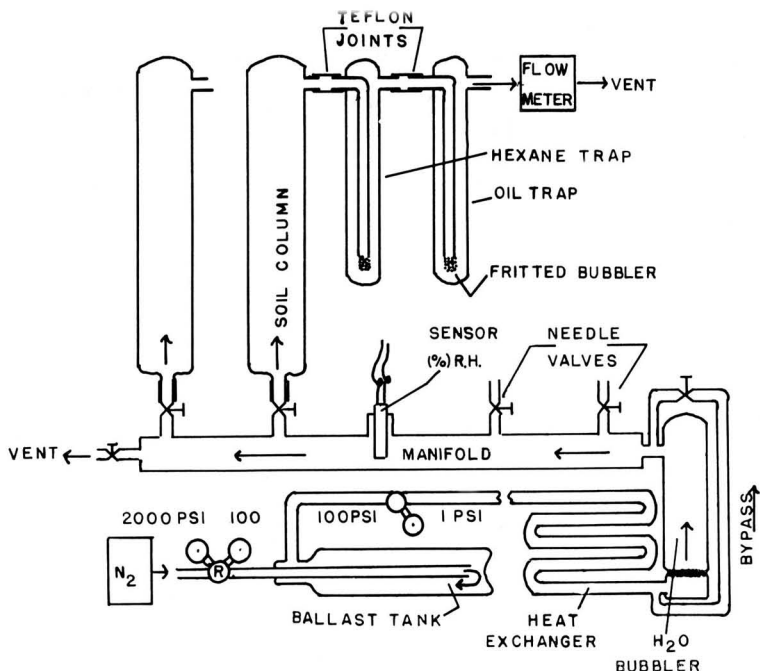 TEFLON
JOINTS
FLOW
METER
VENT
HEXANE TRAP
OIL TRAP
SOIL COLUMN
FRITTED BUBBLER
SENSOR
(%) R.H.
NEEDLE
VALVES
VENT
MANIFOLD
BYPASS
2000 PSI
100
100PSI
1 PSI
N2
R
BALLAST TANK
HEAT
EXCHANGER
H2O
BUBBLER